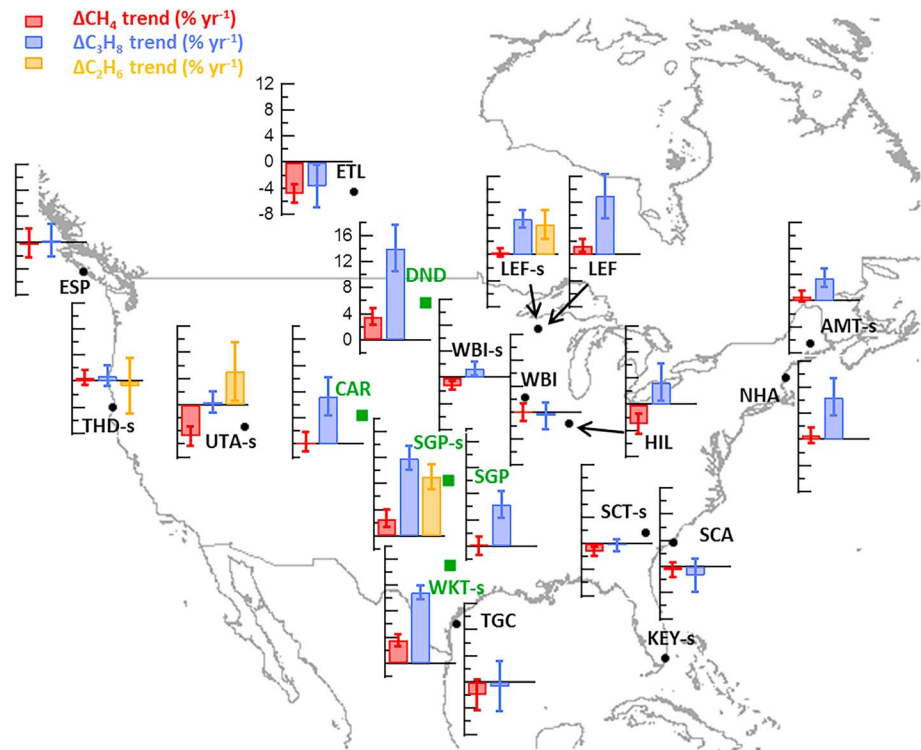 ΔCH₄ trend (% yr⁻¹)
ΔC₃H₈ trend (% yr⁻¹)
ΔC₂H₆ trend (% yr⁻¹)
12
8
4
0
-4
-8
ETL
ESP
16
12
8
4
0
DND
LEF-s
LEF
AMT-s
THD-s
UTA-s
CAR
WBI-s
WBI
HIL
NHA
SGP-s
SGP
SCT-s
SCA
WKT-s
TGC
KEY-s